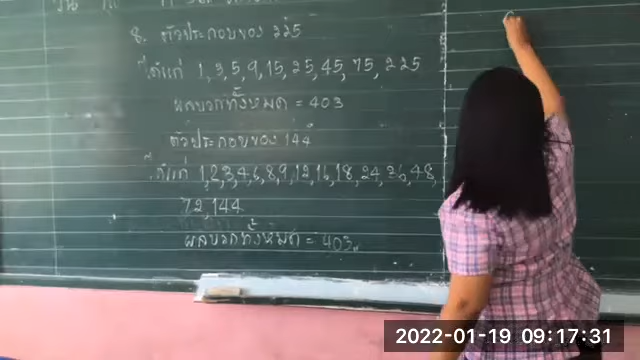 8. ตัวประกอบของ 225
ได้แก่ 1, 3, 5, 9, 15, 25, 45, 75, 225
ผลบวกทั้งหมด = 403
ตัวประกอบของ 144
ได้แก่ 1,2,3,4,6,8,9,12,16,18,24,36,48,
72,144
ผลบวกทั้งหมด = 403
2022-01-19 09:17:31